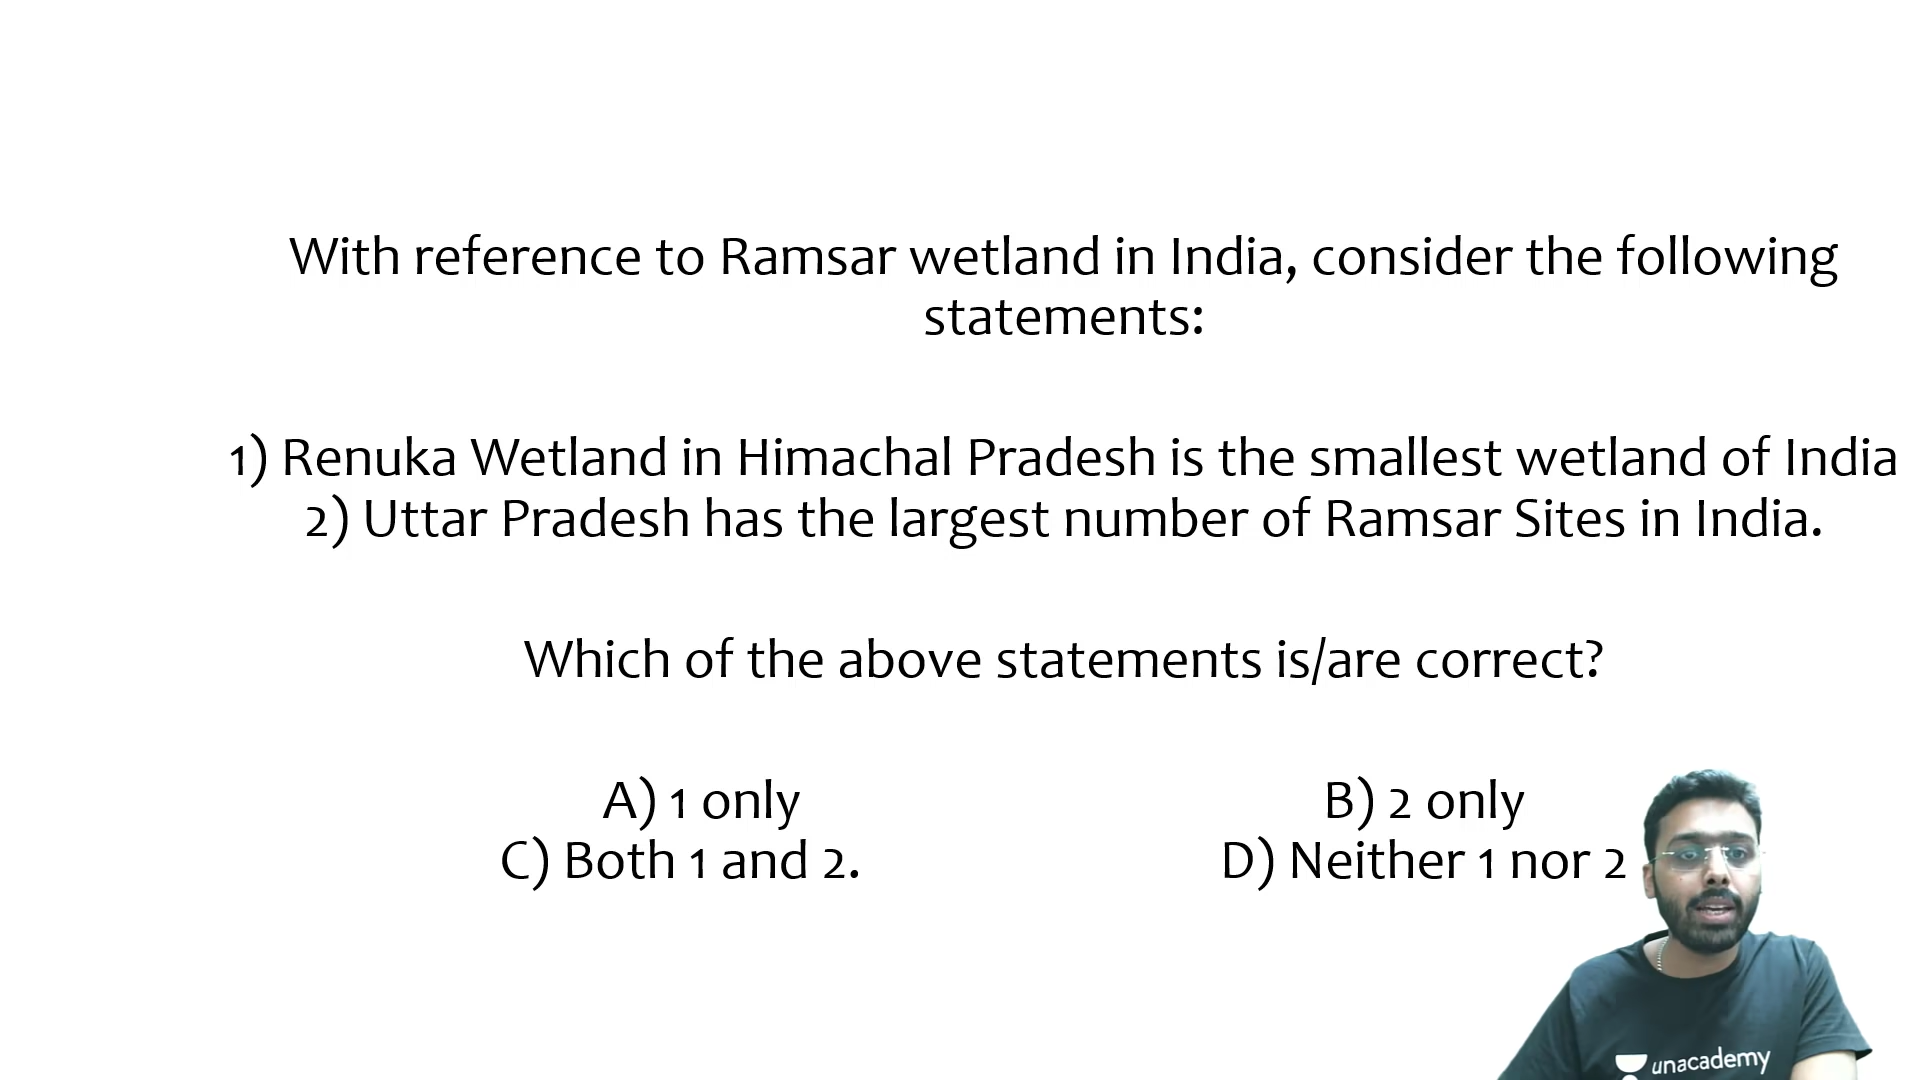 With reference to Ramsar wetland in India, consider the following
statements:
1) Renuka Wetland in Himachal Pradesh is the smallest wetland of India
2) Uttar Pradesh has the largest number of Ramsar Sites in India.
Which of the above statements is/are correct?
A) 1 only B) 2 only
C) Both 1 and 2. D) Neither 1 nor 2
unacademy